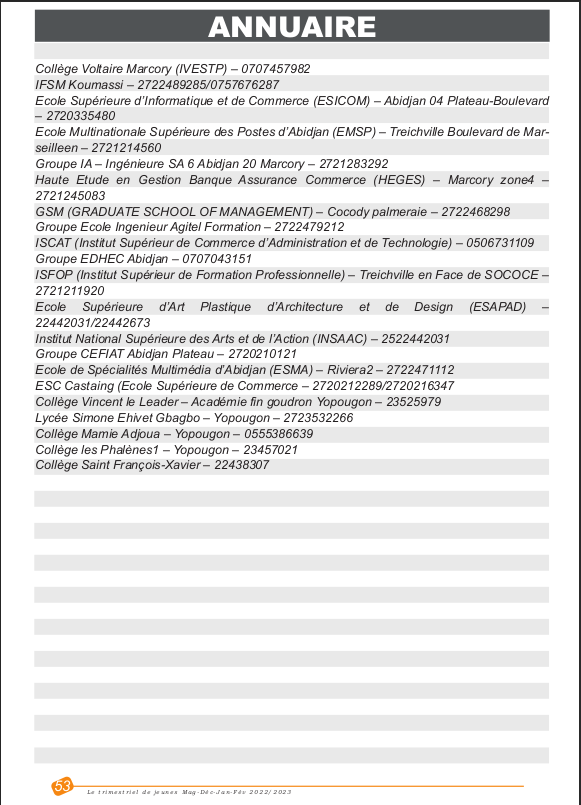 ANNUAIRE
Collège Voltaire Marcory (IVESTP) – 0707457982
IFSM Koumassi – 2722489285/0757676287
Ecole Supérieure d'Informatique et de Commerce (ESICOM) – Abidjan 04 Plateau-Boulevard
– 2720335480
Ecole Multinationale Supérieure des Postes d'Abidjan (EMSP) – Treichville Boulevard de Mar-
seilleen – 2721214560
Groupe IA – Ingénieure SA 6 Abidjan 20 Marcory – 2721283292
Haute Etude en Gestion Banque Assurance Commerce (HEGES) – Marcory zone4 –
2721245083
GSM (GRADUATE SCHOOL OF MANAGEMENT) – Cocody palmeraie – 2722468298
Groupe Ecole Ingenieur Agitel Formation – 2722479212
ISCAT (Institut Supérieur de Commerce d'Administration et de Technologie) – 0506731109
Groupe EDHEC Abidjan – 0707043151
ISFOP (Institut Supérieur de Formation Professionnelle) – Treichville en Face de SOCOCE –
2721211920
Ecole Supérieure d'Art Plastique d'Architecture et de Design (ESAPAD) –
22442031/22442673
Institut National Supérieure des Arts et de l'Action (INSAAC) – 2522442031
Groupe CEFIAT Abidjan Plateau – 2720210121
Ecole de Spécialités Multimédia d'Abidjan (ESMA) – Riviera2 – 2722471112
ESC Castaing (Ecole Supérieure de Commerce – 2720212289/2720216347
Collège Vincent le Leader – Académie fin goudron Yopougon – 23525979
Lycée Simone Ehivet Gbagbo – Yopougon – 2723532266
Collège Mamie Adjoua – Yopougon – 0555386639
Collège les Phalènes1 – Yopougon – 23457021
Collège Saint François-Xavier – 22438307
53
Le trimestriel de jeunes Mag-Déc-Jan-Fév 2022/2023